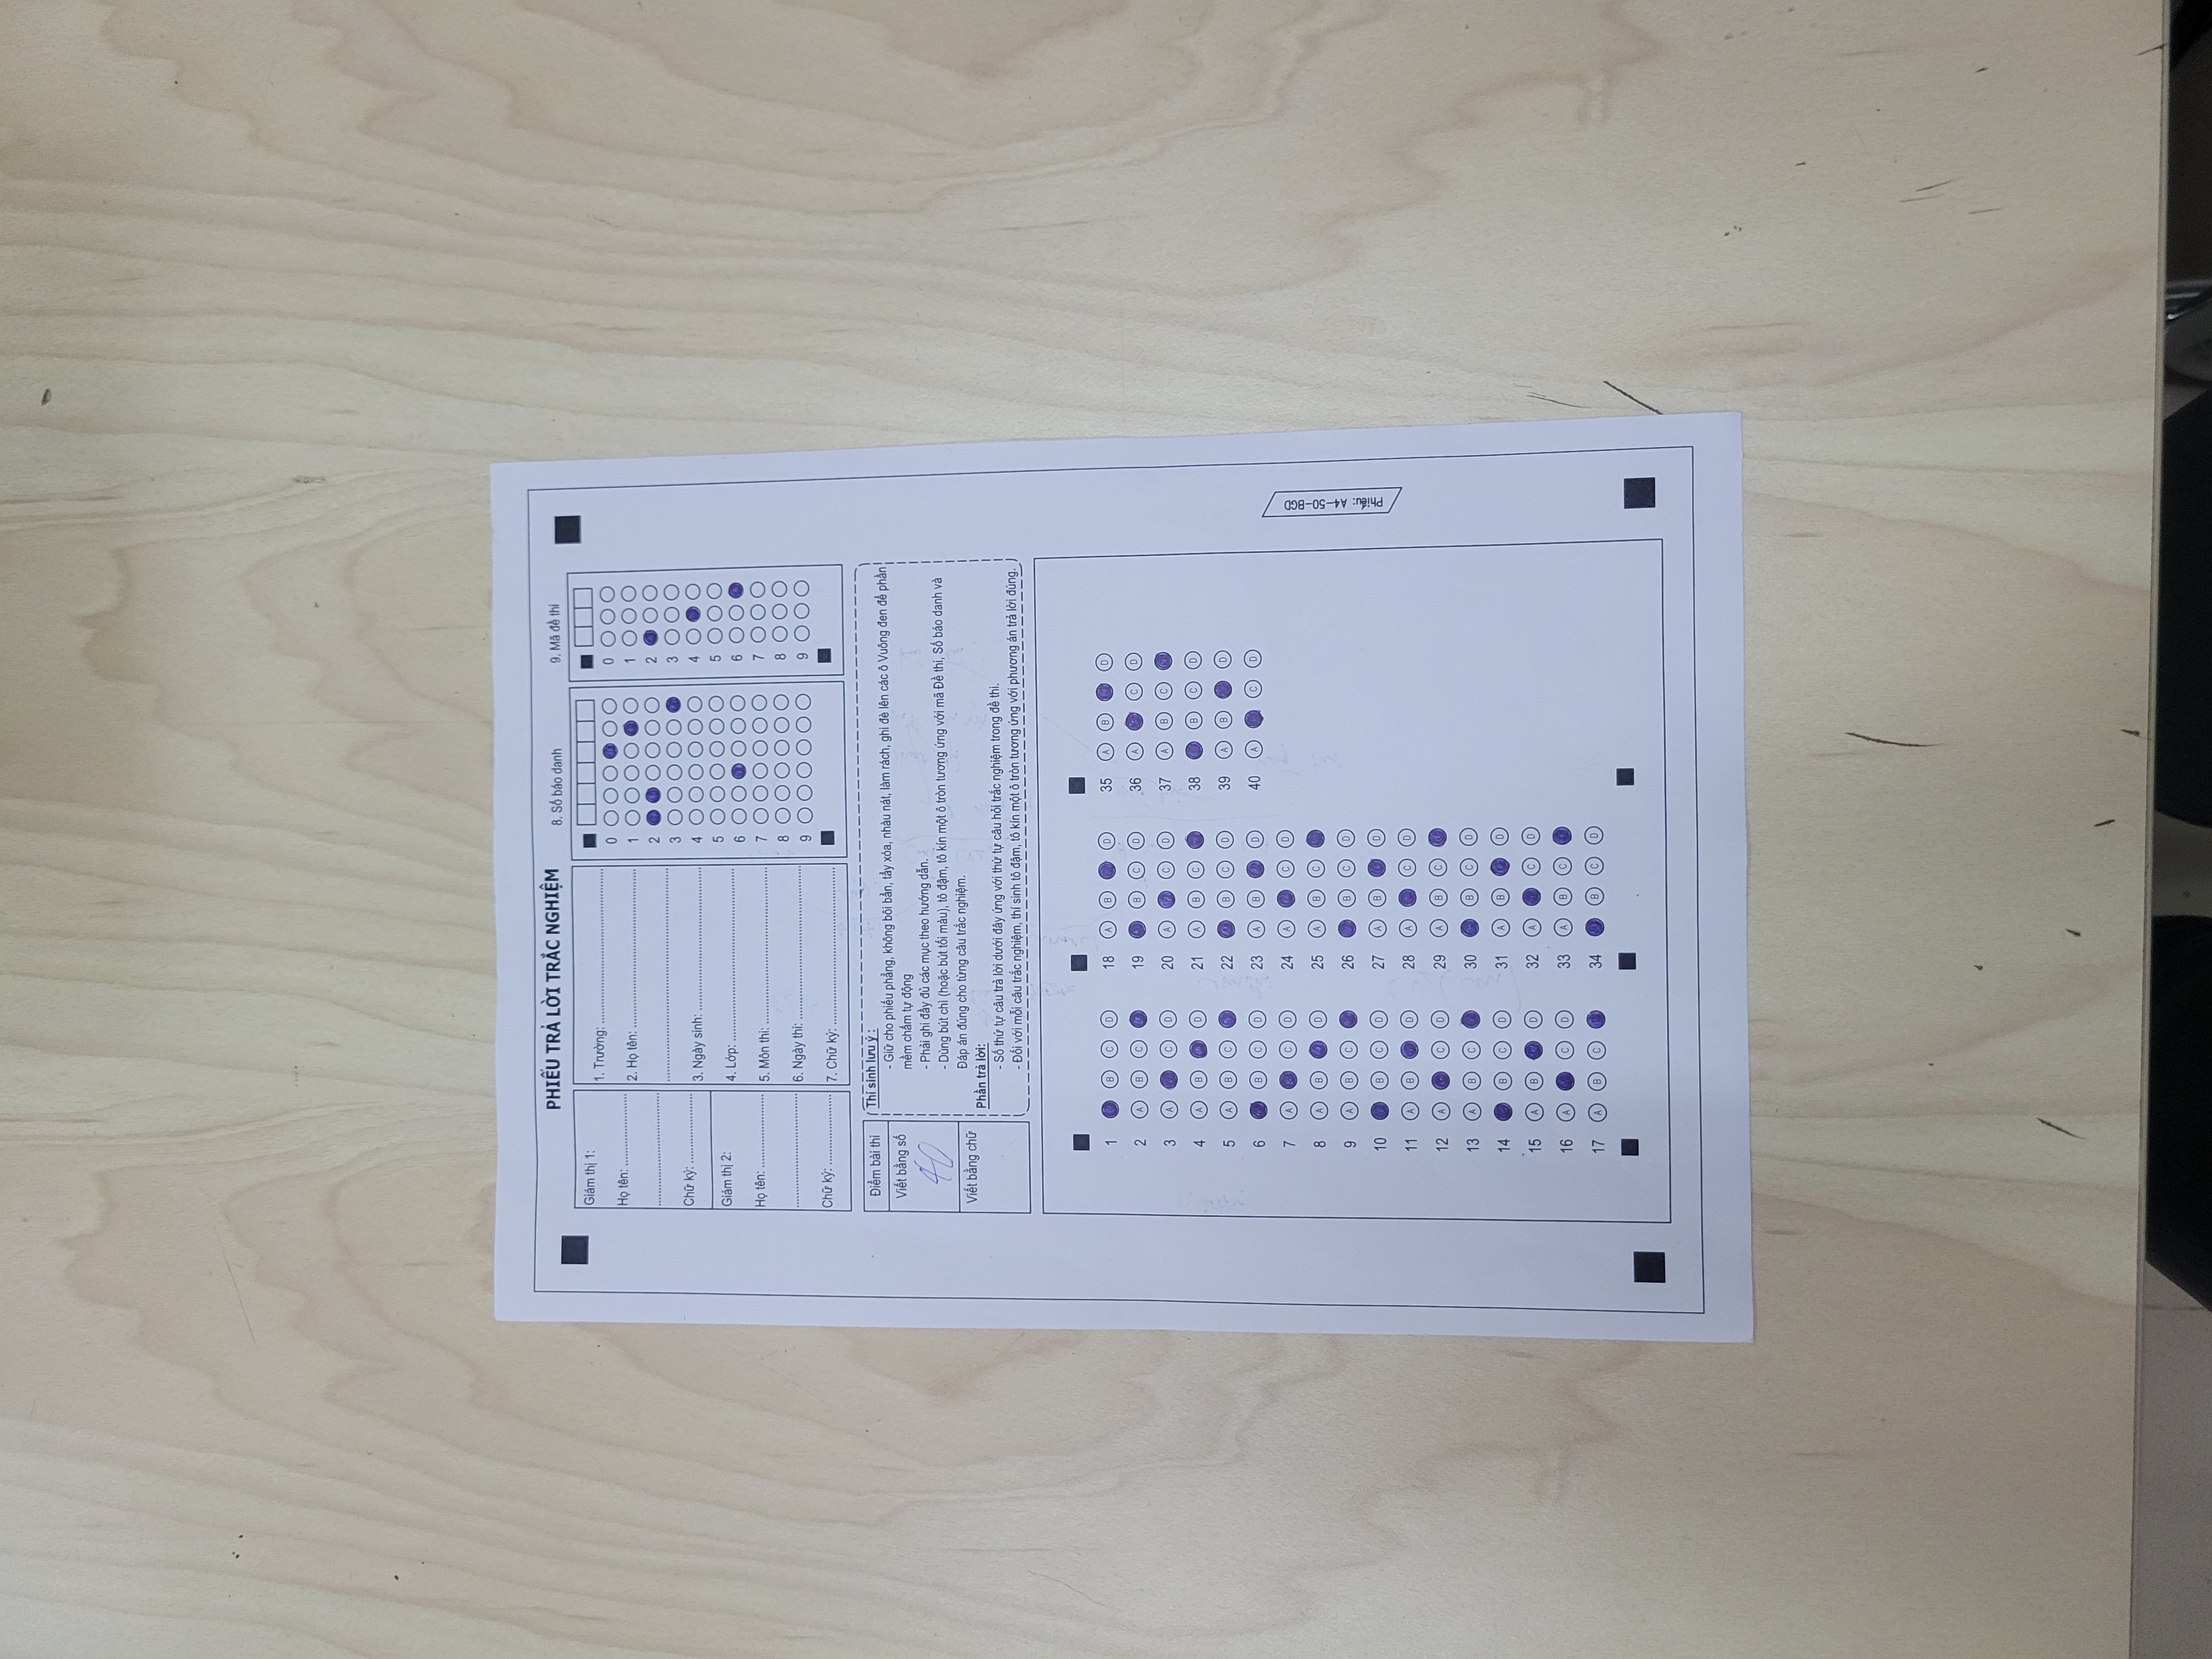 PHIẾU TRẢ LỜI TRẮC NGHIỆM
8. Số báo danh
9. Mã đề thi
Giám thị 1:
Họ tên: ........................
Chữ ký: ......................
Giám thị 2:
Họ tên: ........................
Chữ ký: ......................
1. Trường: ................................................
2. Họ tên: ................................................
3. Ngày sinh: ...........................................
4. Lớp: .....................................................
5. Môn thi: ................................................
6. Ngày thi: ..............................................
7. Chữ ký: ................................................
0
1
2
3
4
5
6
7
8
9
0
1
2
3
4
5
6
7
8
9
Điểm bài thi
Viết bằng số
40
Viết bằng chữ
Thí sinh lưu ý :
- Giữ cho phiếu phẳng, không bôi bẩn, tẩy xóa, nhàu nát, làm rách, ghi đè lên các ô Vuông đen để phần
mềm chấm tự động
- Phải ghi đầy đủ các mục theo hướng dẫn.
- Dùng bút chì (hoặc bút tối màu), tô đậm, tô kín một ô tròn tương ứng với mã Đề thi, Số báo danh và
Đáp án đúng cho từng câu trắc nghiệm.
Phần trả lời:
- Số thứ tự câu trả lời dưới đây ứng với thứ tự câu hỏi trắc nghiệm trong đề thi.
- Đối với mỗi câu trắc nghiệm, thí sinh tô đậm, tô kín một ô tròn tương ứng với phương án trả lời đúng.
1 B C D
2 A B C
3 A C D
4 A B D
5 A B C
6 B C D
7 A C D
8 A B D
9 A B C
10 B C D
11 A B D
12 A C D
13 A B C
14 B C D
15 A B D
16 A C D
17 A B C
18 A B D
19 B C D
20 A C D
21 A B C
22 B C D
23 A B D
24 A C D
25 A B C
26 B C D
27 A B D
28 A C D
29 A B C
30 B C D
31 A B D
32 A C D
33 A B C
34 B C D
35 A B D
36 A C D
37 A B C
38 B C D
39 A B D
40 A C D
Phiếu: A4-50-BGD